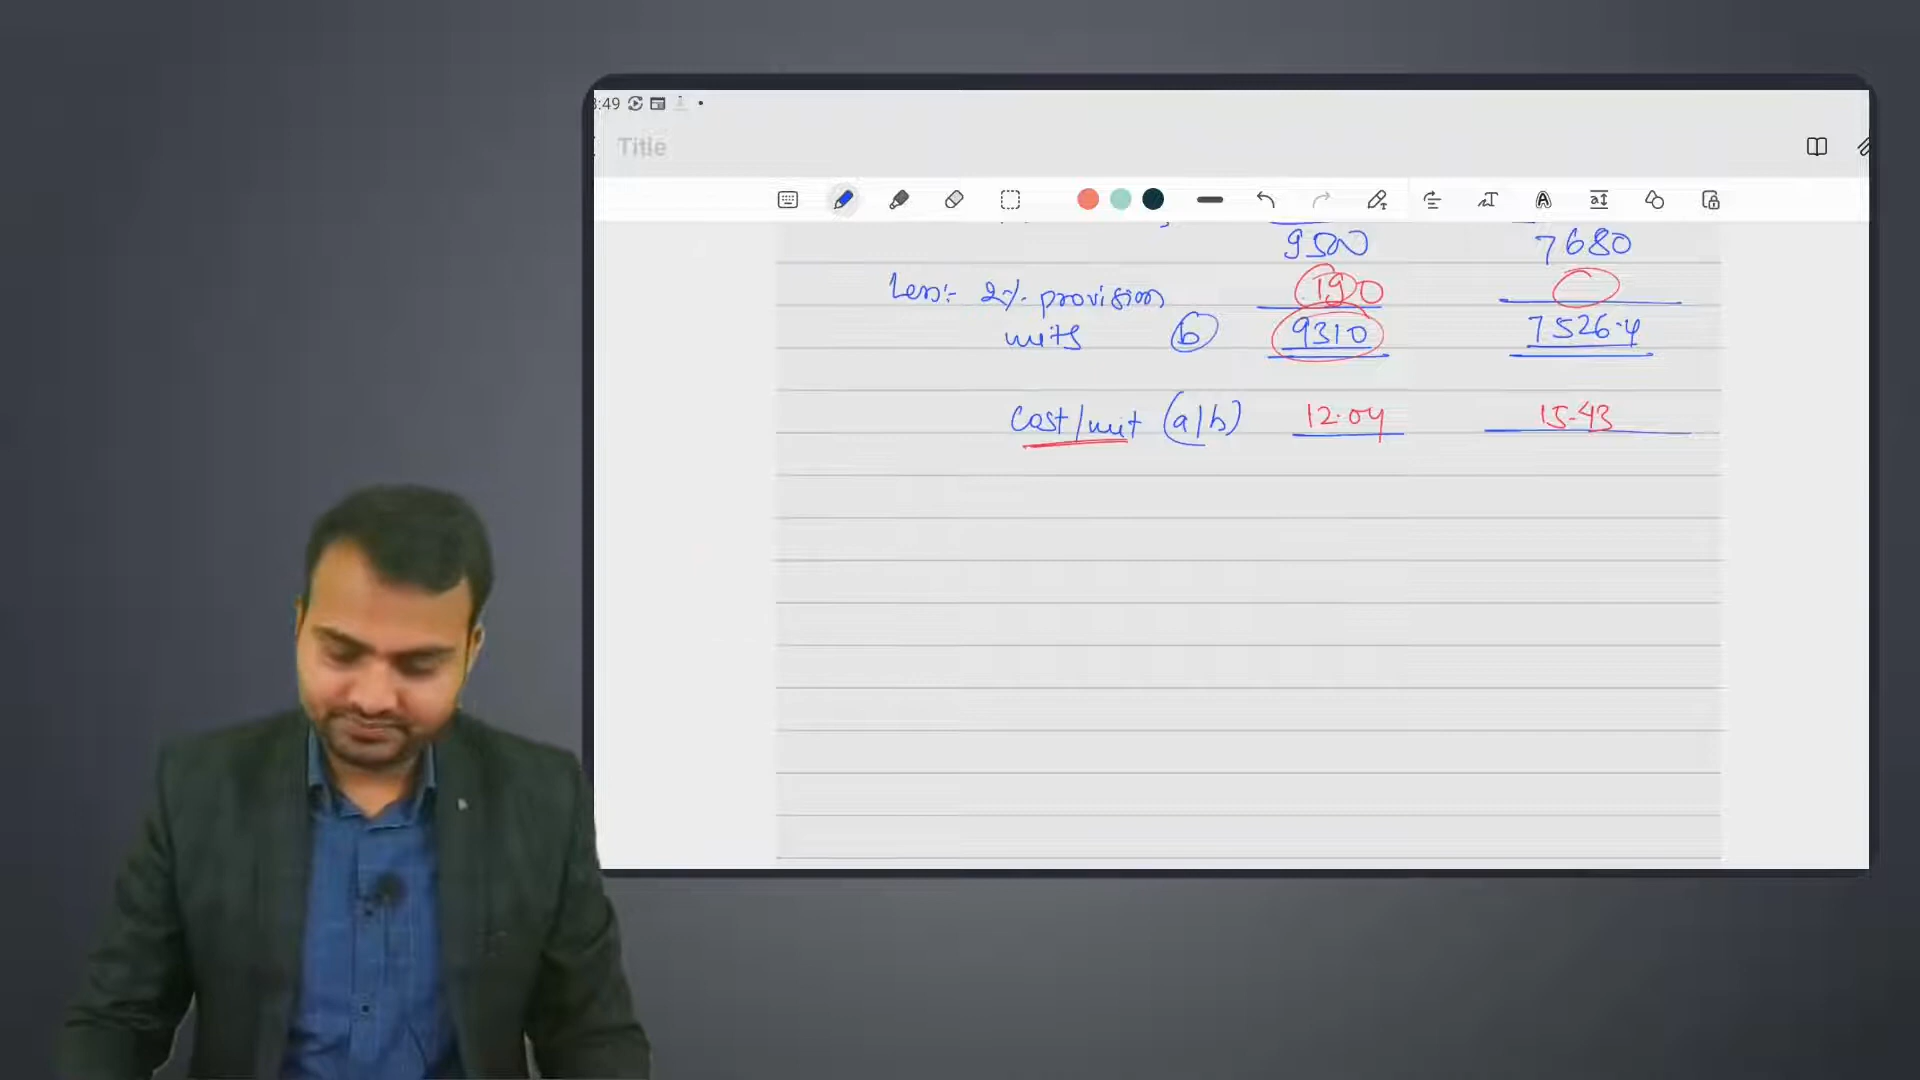 :49
Title
9500 7680
Less:- 2% provision 190
units b 9310 7526.4
Cost/unit (a/b) 12.04 15.43